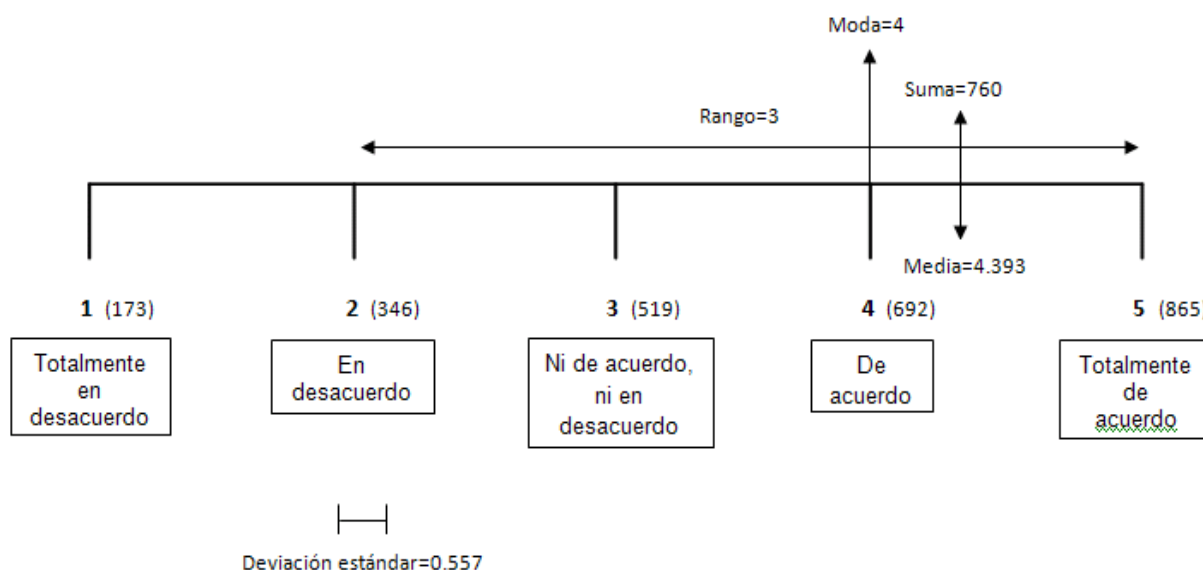 Moda=4
Suma=760
Rango=3
Media=4.393
1 (173)
2 (346)
3 (519)
4 (692)
5 (865)
Totalmente
en
desacuerdo
En
desacuerdo
Ni de acuerdo,
ni en
desacuerdo
De
acuerdo
Totalmente
de
acuerdo
Deviación estándar=0.557